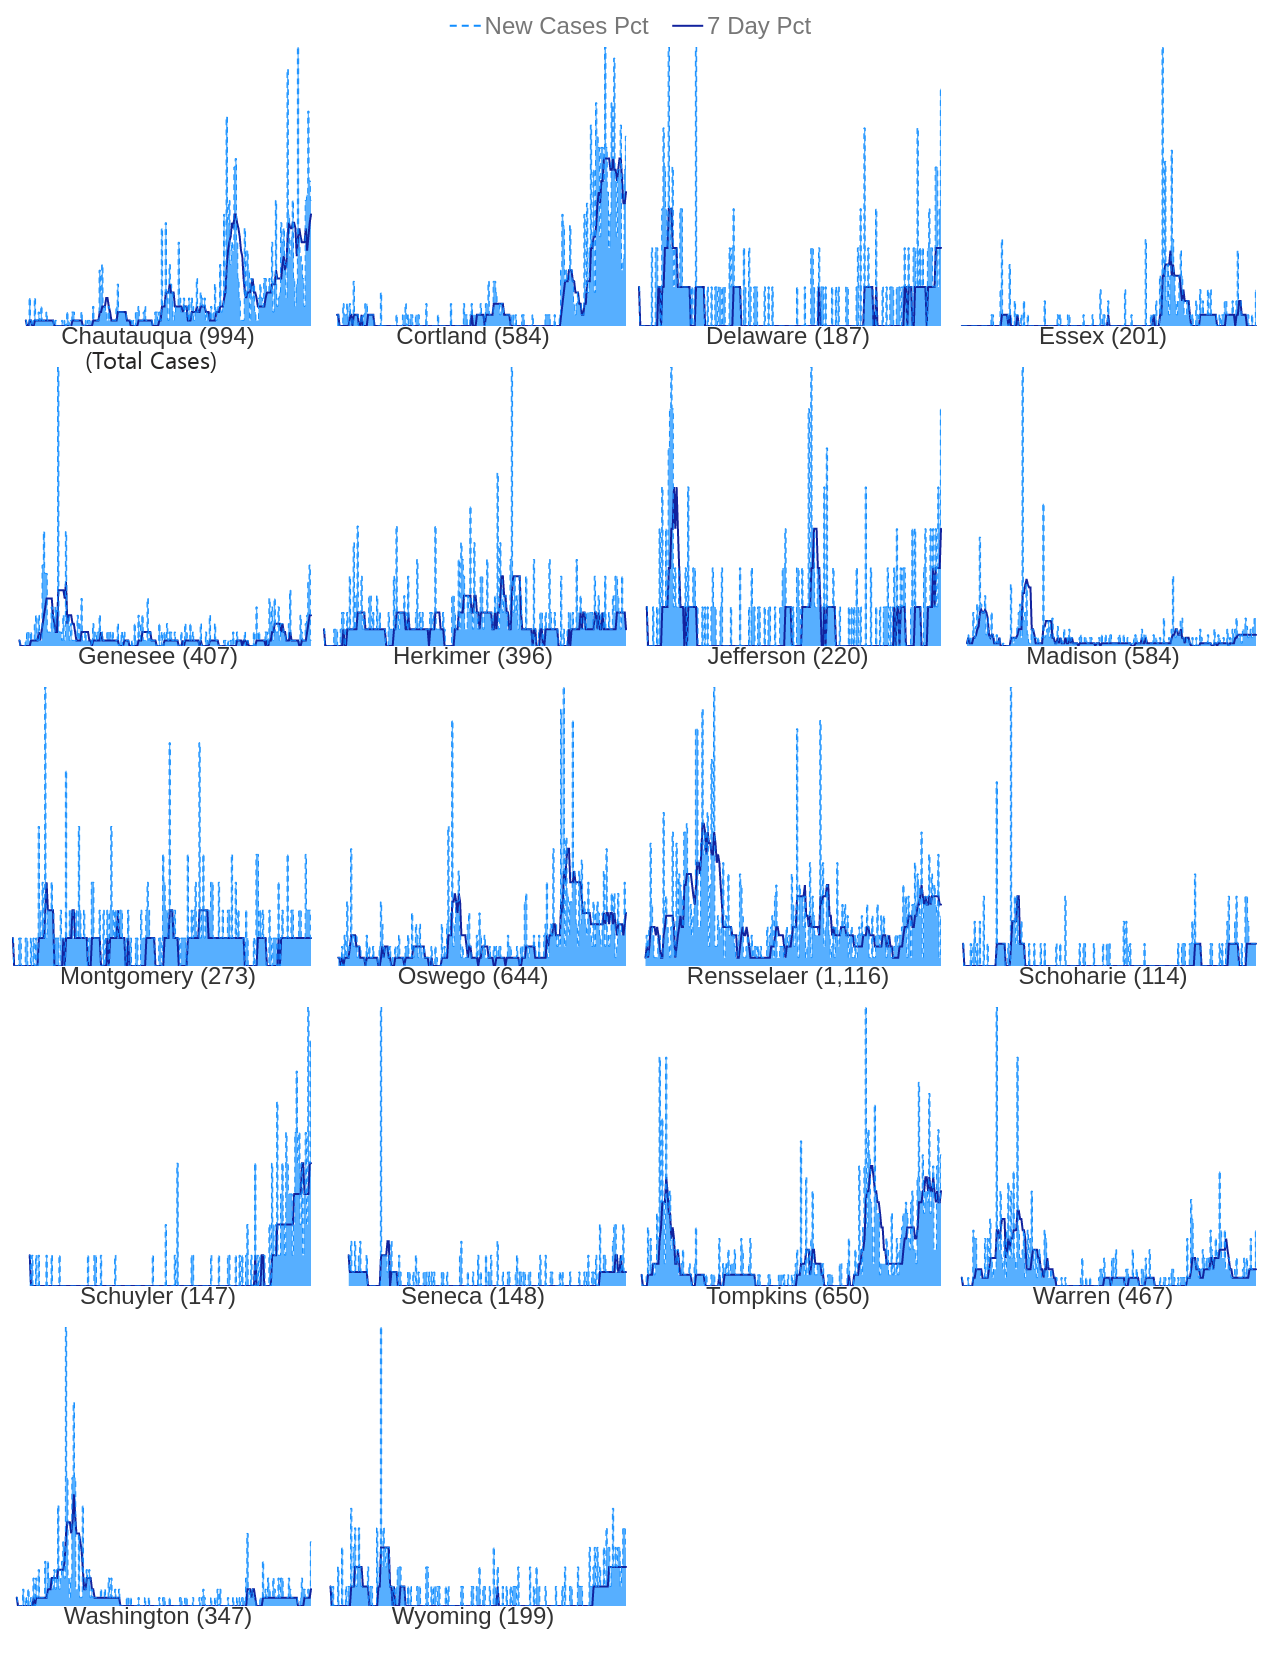 New Cases Pct 7 Day Pct
Chautauqua (994) Cortland (584) Delaware (187) Essex (201)
(Total Cases)
Genesee (407) Herkimer (396) Jefferson (220) Madison (584)
Montgomery (273) Oswego (644) Rensselaer (1,116) Schoharie (114)
Schuyler (147) Seneca (148) Tompkins (650) Warren (467)
Washington (347) Wyoming (199)